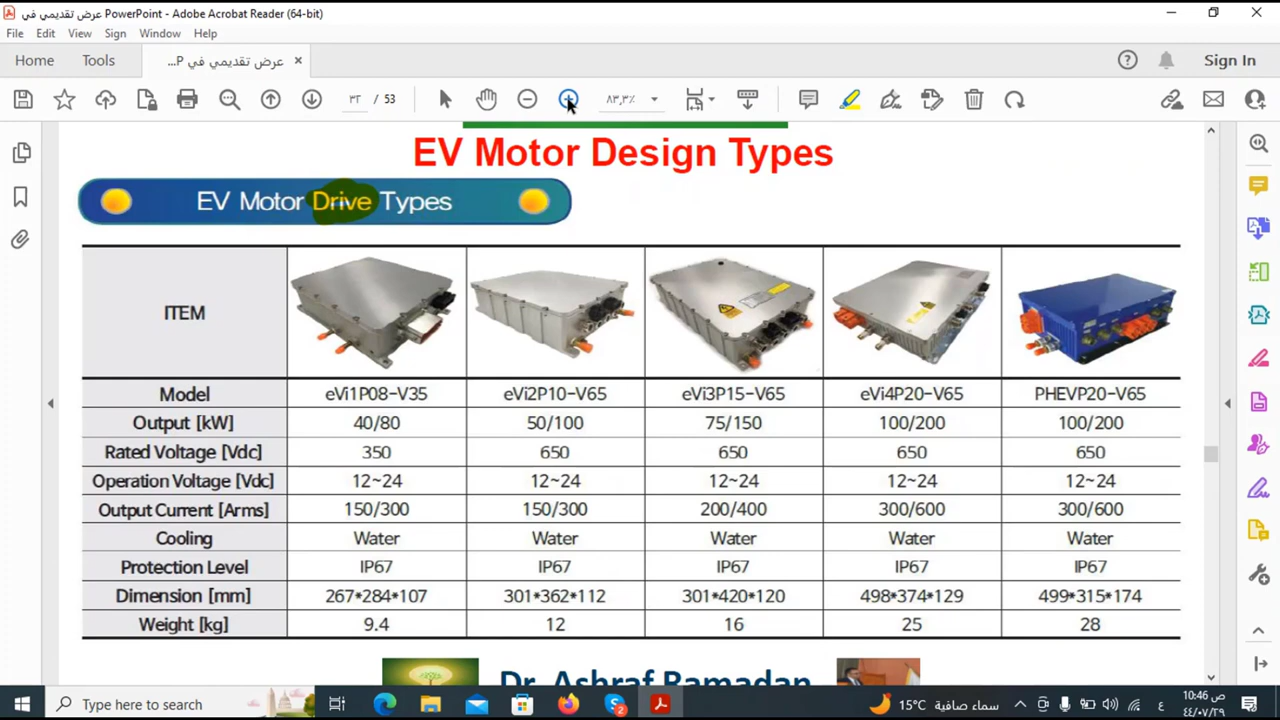 عرض تقديمي في PowerPoint - Adobe Acrobat Reader (64-bit)
File Edit View Sign Window Help
Home Tools عرض تقديمي في P... Sign In
٣٢ / 53 ٨٣,٣٪
EV Motor Design Types
EV Motor Drive Types
ITEM
Model eVi1P08-V35 eVi2P10-V65 eVi3P15-V65 eVi4P20-V65 PHEVP20-V65
Output [kW] 40/80 50/100 75/150 100/200 100/200
Rated Voltage [Vdc] 350 650 650 650 650
Operation Voltage [Vdc] 12~24 12~24 12~24 12~24 12~24
Output Current [Arms] 150/300 150/300 200/400 300/600 300/600
Cooling Water Water Water Water Water
Protection Level IP67 IP67 IP67 IP67 IP67
Dimension [mm] 267*284*107 301*362*112 301*420*120 498*374*129 499*315*174
Weight [kg] 9.4 12 16 25 28
Dr. Ashraf Ramadan
Type here to search 15°C سماء صافية ع 10:46 ص
٤٤/٠٧/٢٩